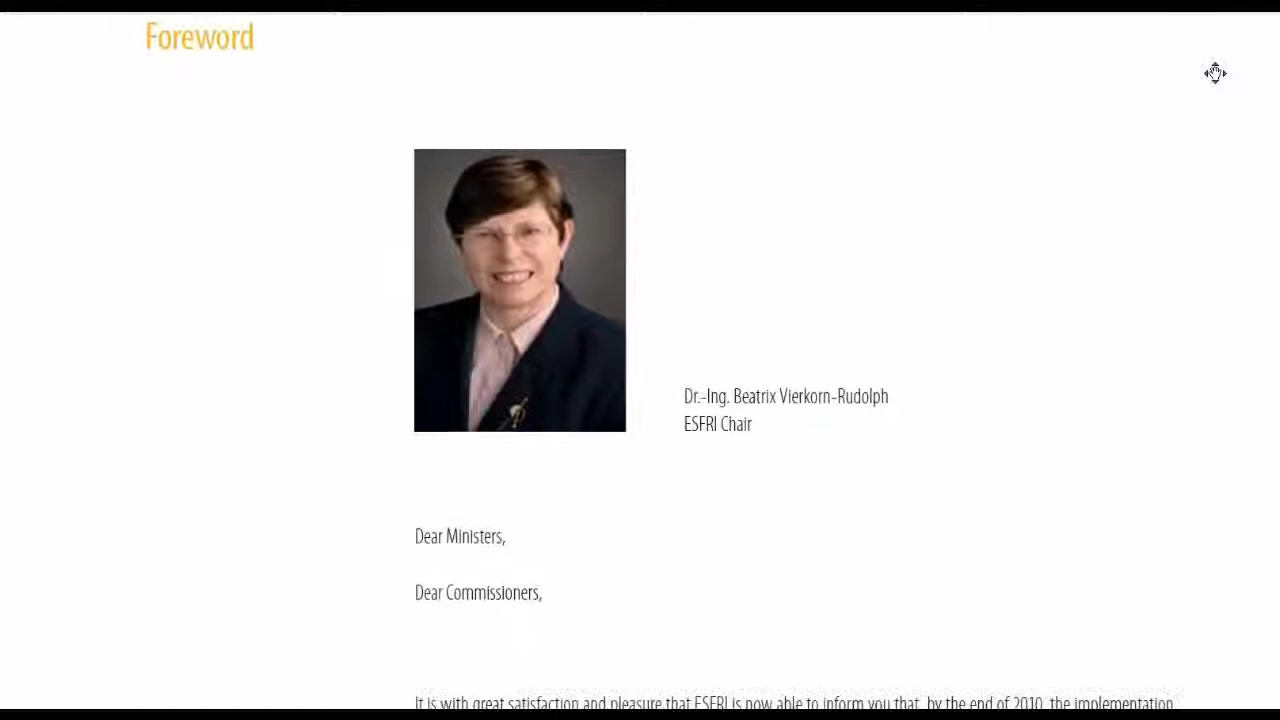 Foreword
Dr.-Ing. Beatrix Vierkorn-Rudolph
ESFRI Chair
Dear Ministers,
Dear Commissioners,
It is with great satisfaction and pleasure that ESFRI is now able to inform you that, by the end of 2010, the implementation